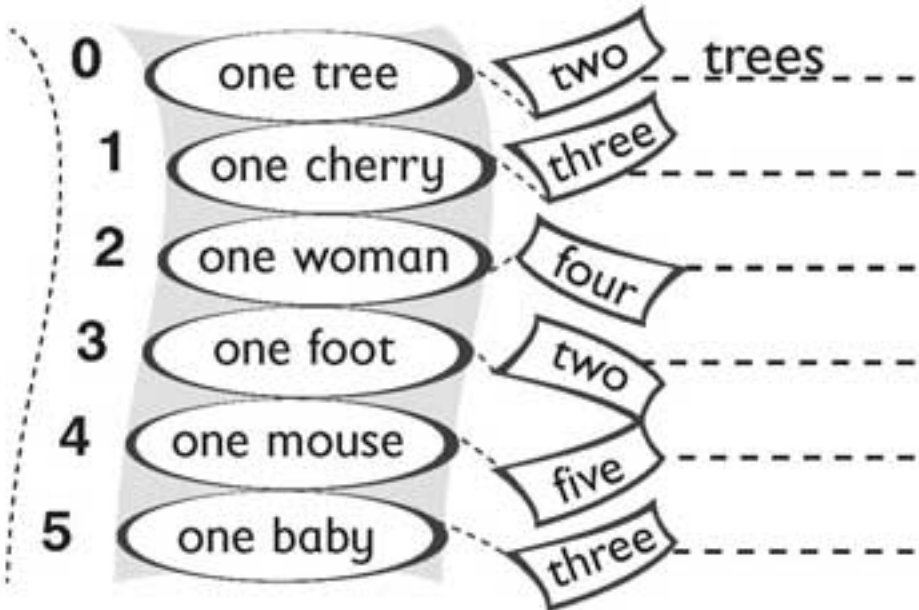 0 one tree two trees
1 one cherry three
2 one woman four
3 one foot two
4 one mouse five
5 one baby three